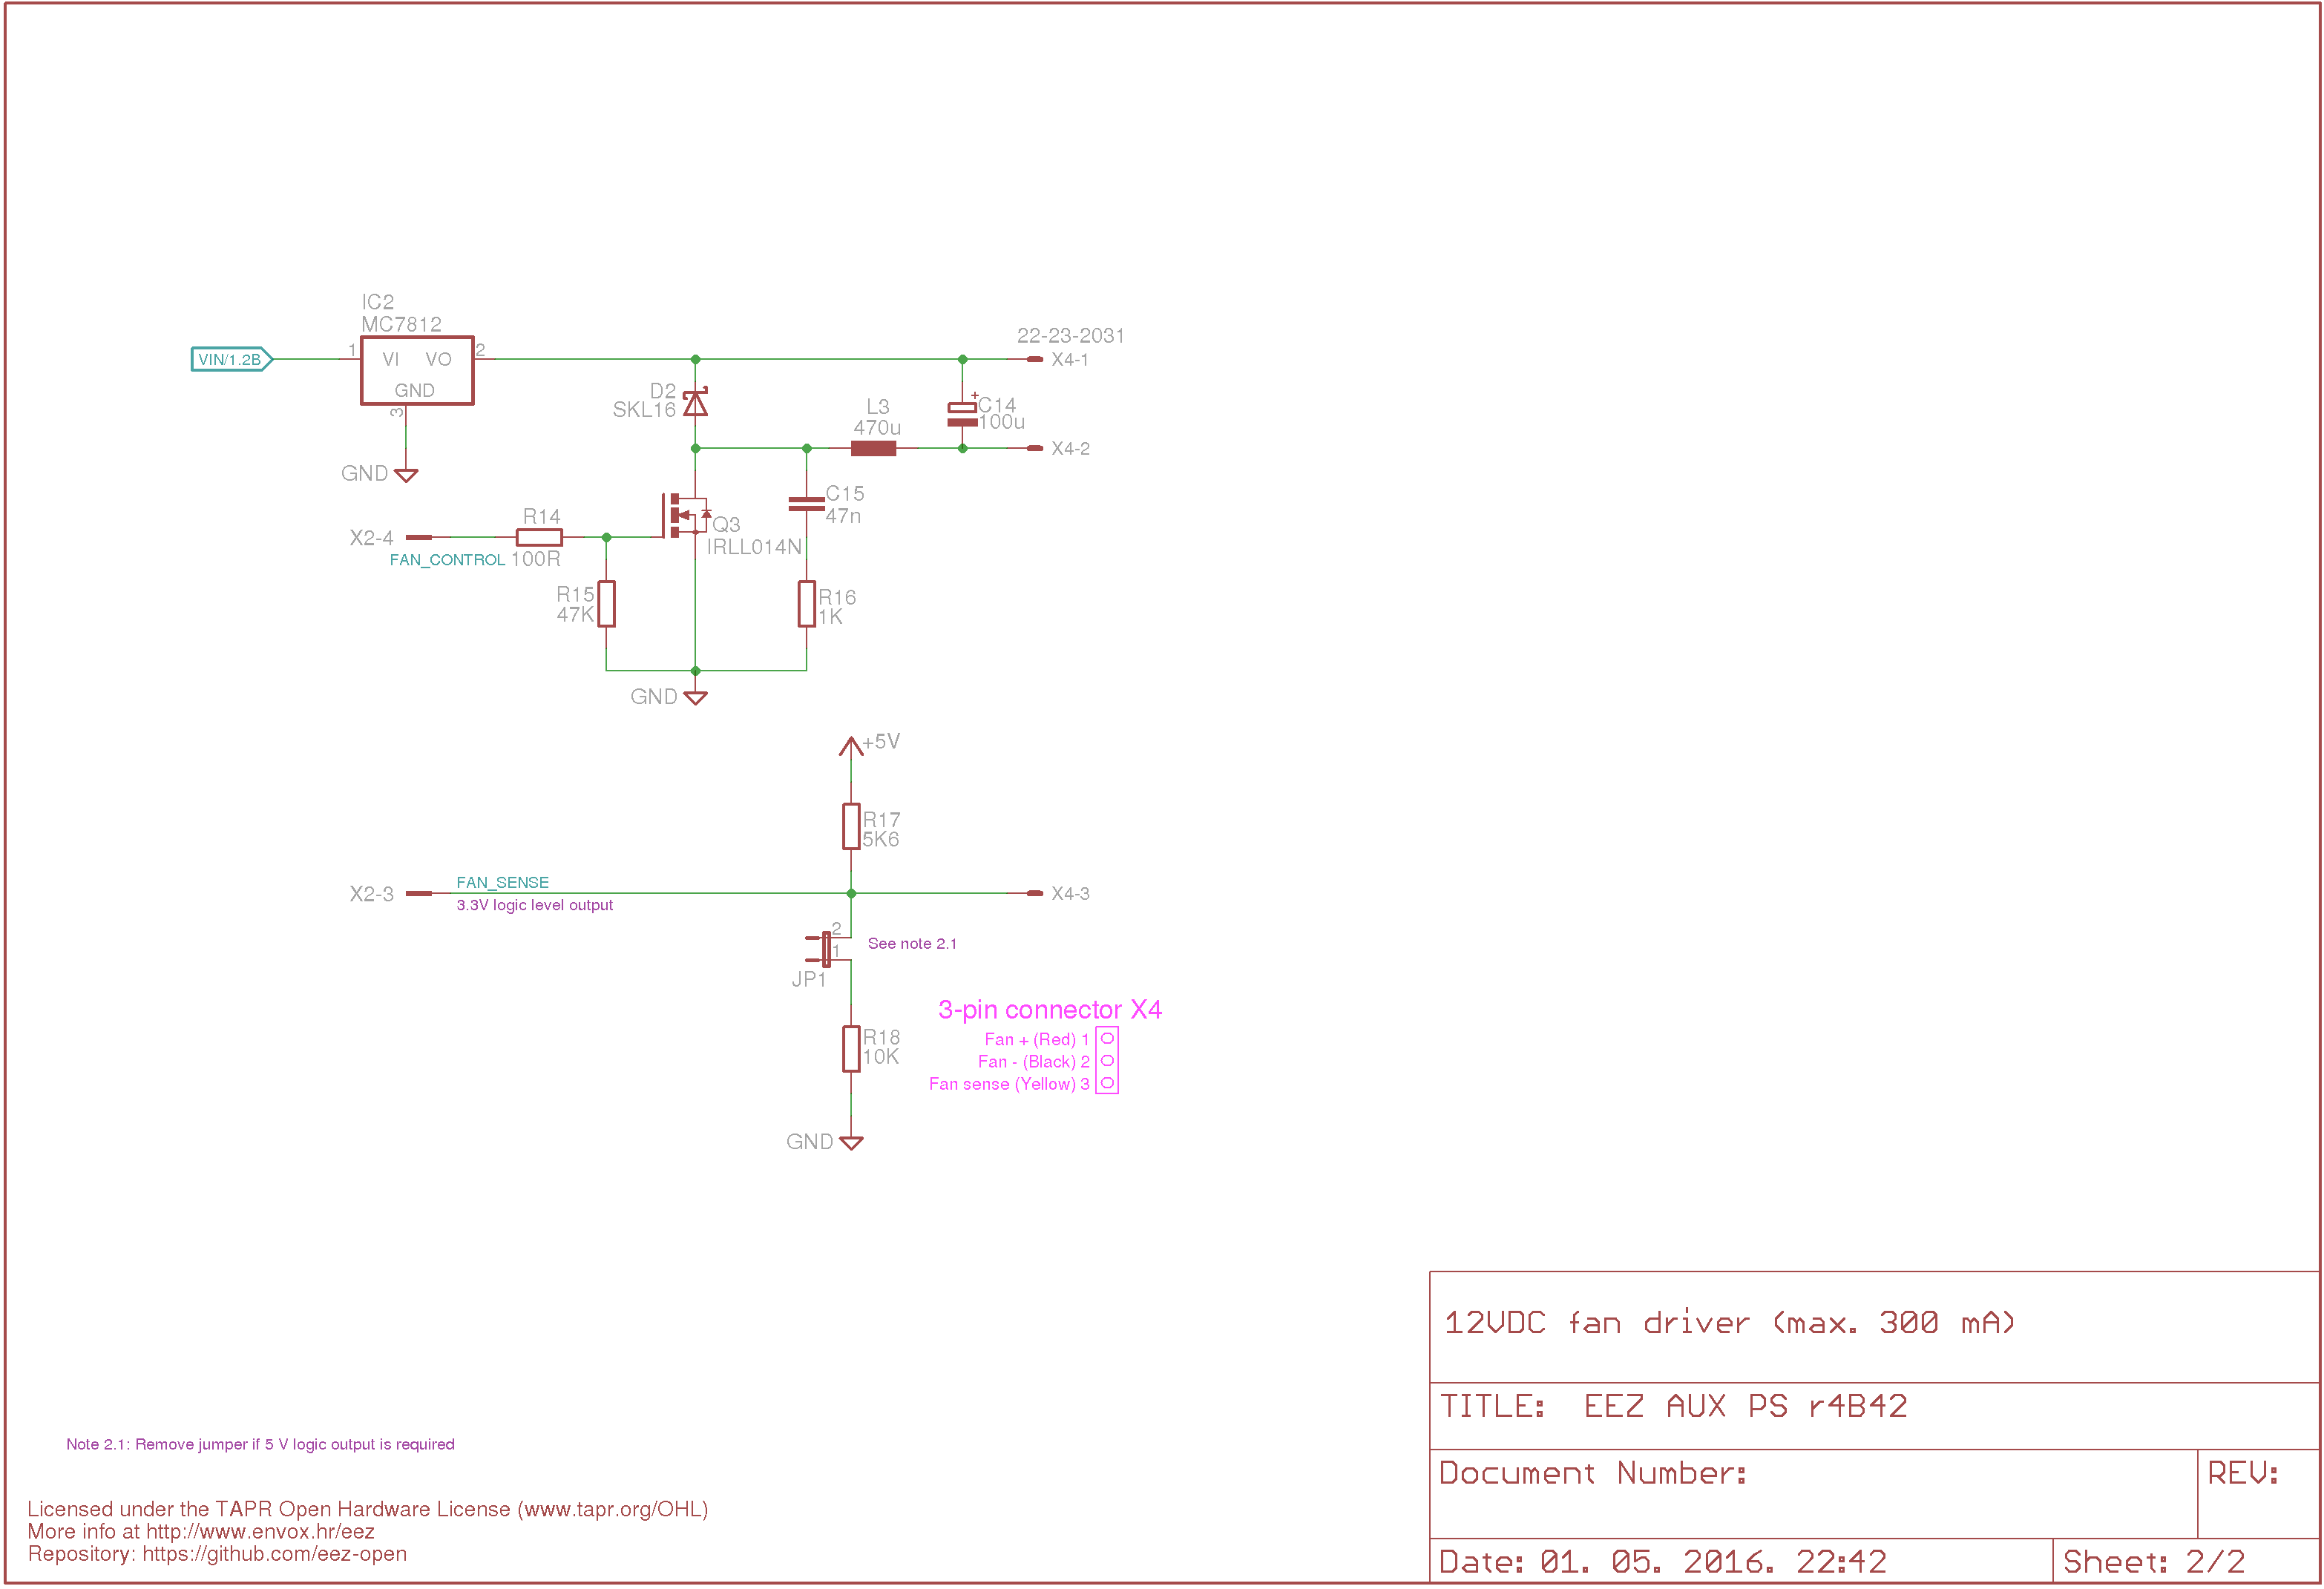 IC2
MC7812
VIN/1.2B
1
VI
VO
2
GND
3
GND
22-23-2031
X4-1
D2
SKL16
L3
470u
+
C14
100u
X4-2
X2-4
FAN_CONTROL
R14
100R
Q3
IRLL014N
C15
47n
R15
47K
R16
1K
GND
+5V
R17
5K6
X2-3
FAN_SENSE
3.3V logic level output
X4-3
2
1
JP1
See note 2.1
R18
10K
GND
3-pin connector X4
Fan + (Red) 1
Fan - (Black) 2
Fan sense (Yellow) 3
12VDC fan driver (max. 300 mA)
TITLE: EEZ AUX PS r4B42
Document Number:
REV:
Date: 01. 05. 2016. 22:42
Sheet: 2/2
Note 2.1: Remove jumper if 5 V logic output is required
Licensed under the TAPR Open Hardware License (www.tapr.org/OHL)
More info at http://www.envox.hr/eez
Repository: https://github.com/eez-open